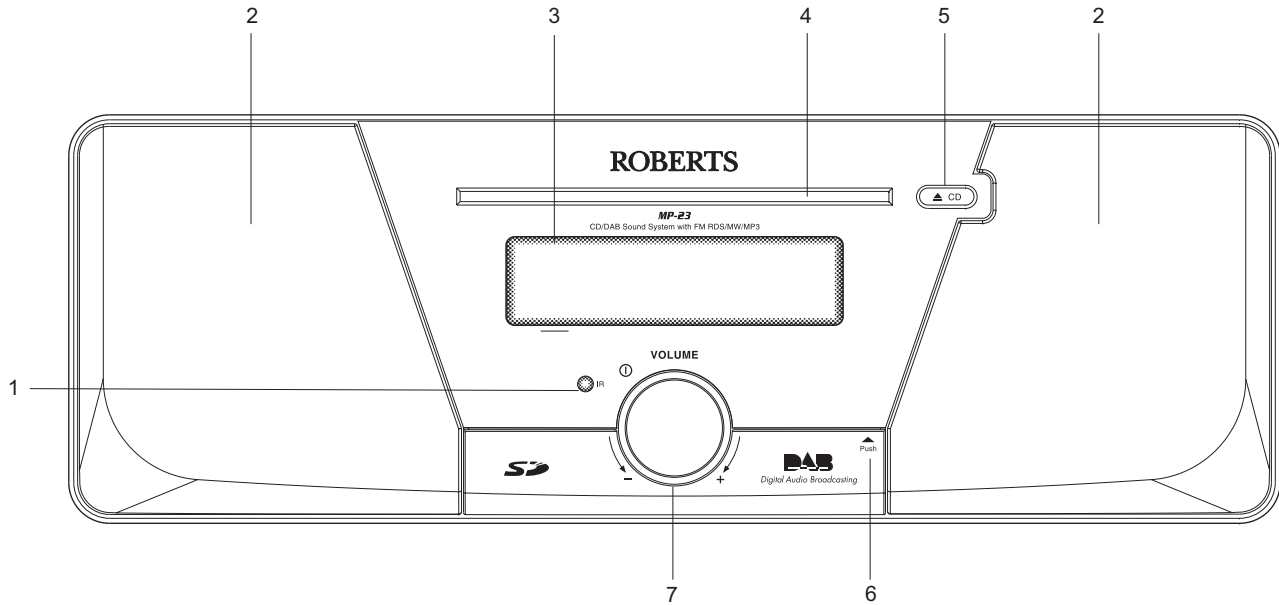 2 3 4 5 2
ROBERTS
CD
MP-23
CD/DAB Sound System with FM RDS/MW/MP3
VOLUME
1 IR
Push
SD DAB
- + Digital Audio Broadcasting
7 6